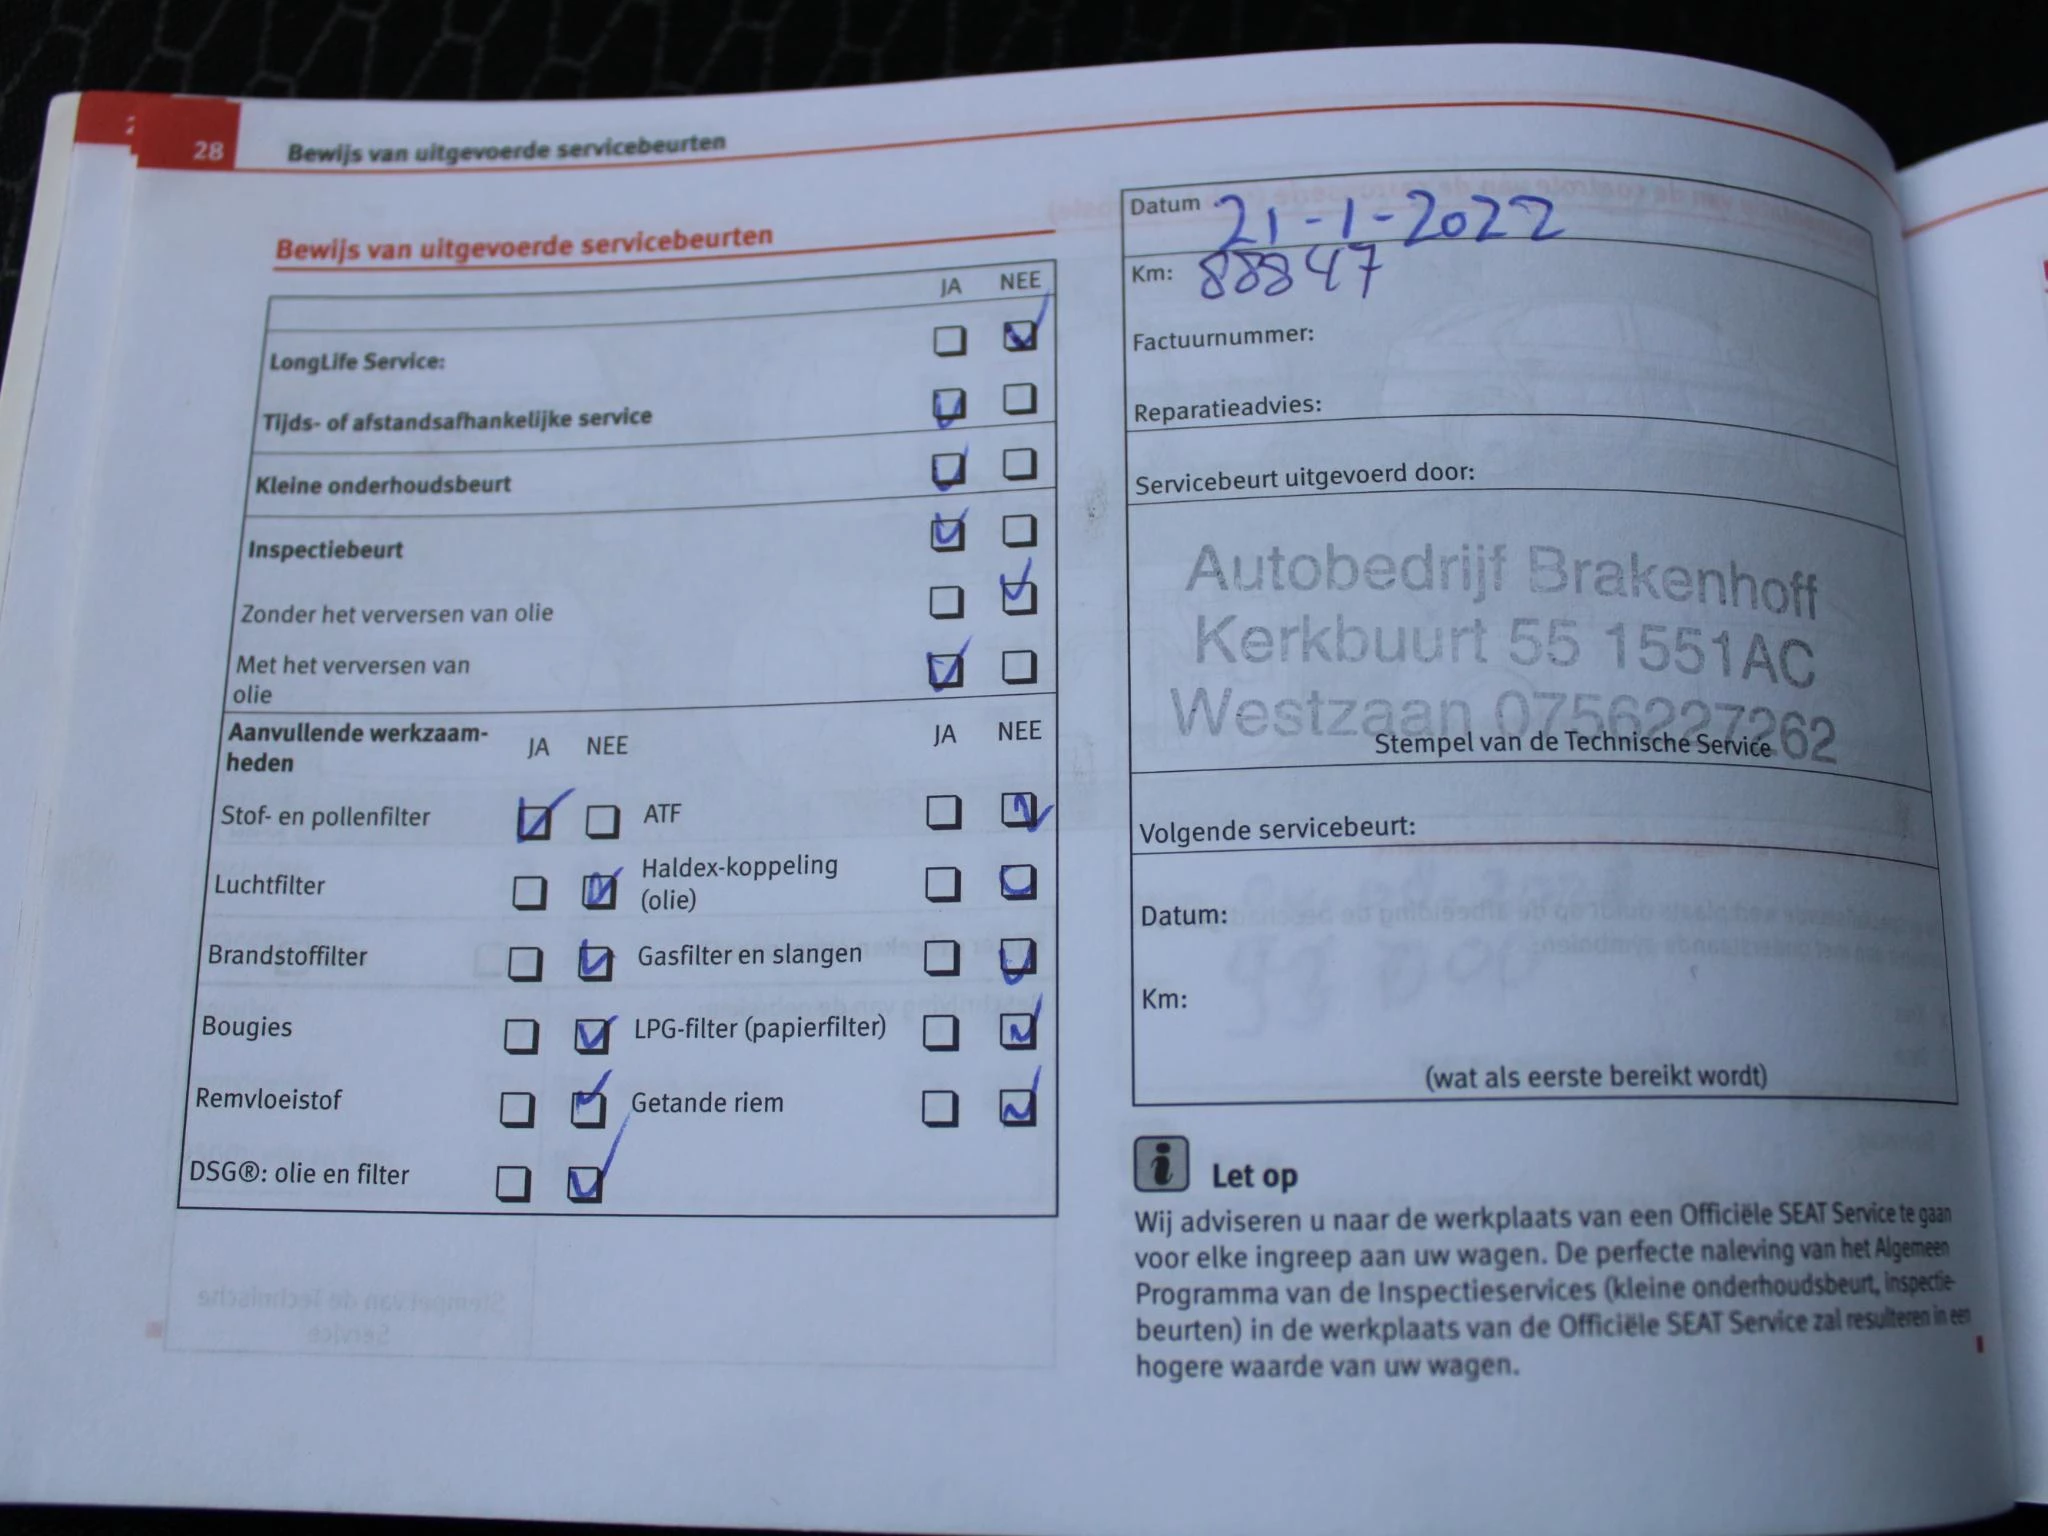 28
Bewijs van uitgevoerde servicebeurten
Bewijs van uitgevoerde servicebeurten
JA NEE
LongLife Service:
Tijds- of afstandsafhankelijke service
Kleine onderhoudsbeurt
Inspectiebeurt
Zonder het verversen van olie
Met het verversen van
olie
Aanvullende werkzaam-
heden
JA NEE JA NEE
Stof- en pollenfilter ATF
Luchtfilter Haldex-koppeling
(olie)
Brandstoffilter Gasfilter en slangen
Bougies LPG-filter (papierfilter)
Remvloeistof Getande riem
DSG®: olie en filter
Datum 21-1-2022
Km: 88847
Factuurnummer:
Reparatieadvies:
Servicebeurt uitgevoerd door:
Autobedrijf Brakenhoff
Kerkbuurt 55 1551AC
Westzaan 0756227262
Stempel van de Technische Service
Volgende servicebeurt:
Datum:
Km:
(wat als eerste bereikt wordt)
i Let op
Wij adviseren u naar de werkplaats van een Officiële SEAT Service te gaan
voor elke ingreep aan uw wagen. De perfecte naleving van het Algemeen
Programma van de Inspectieservices (kleine onderhoudsbeurt, inspectie-
beurten) in de werkplaats van de Officiële SEAT Service zal resulteren in een
hogere waarde van uw wagen.